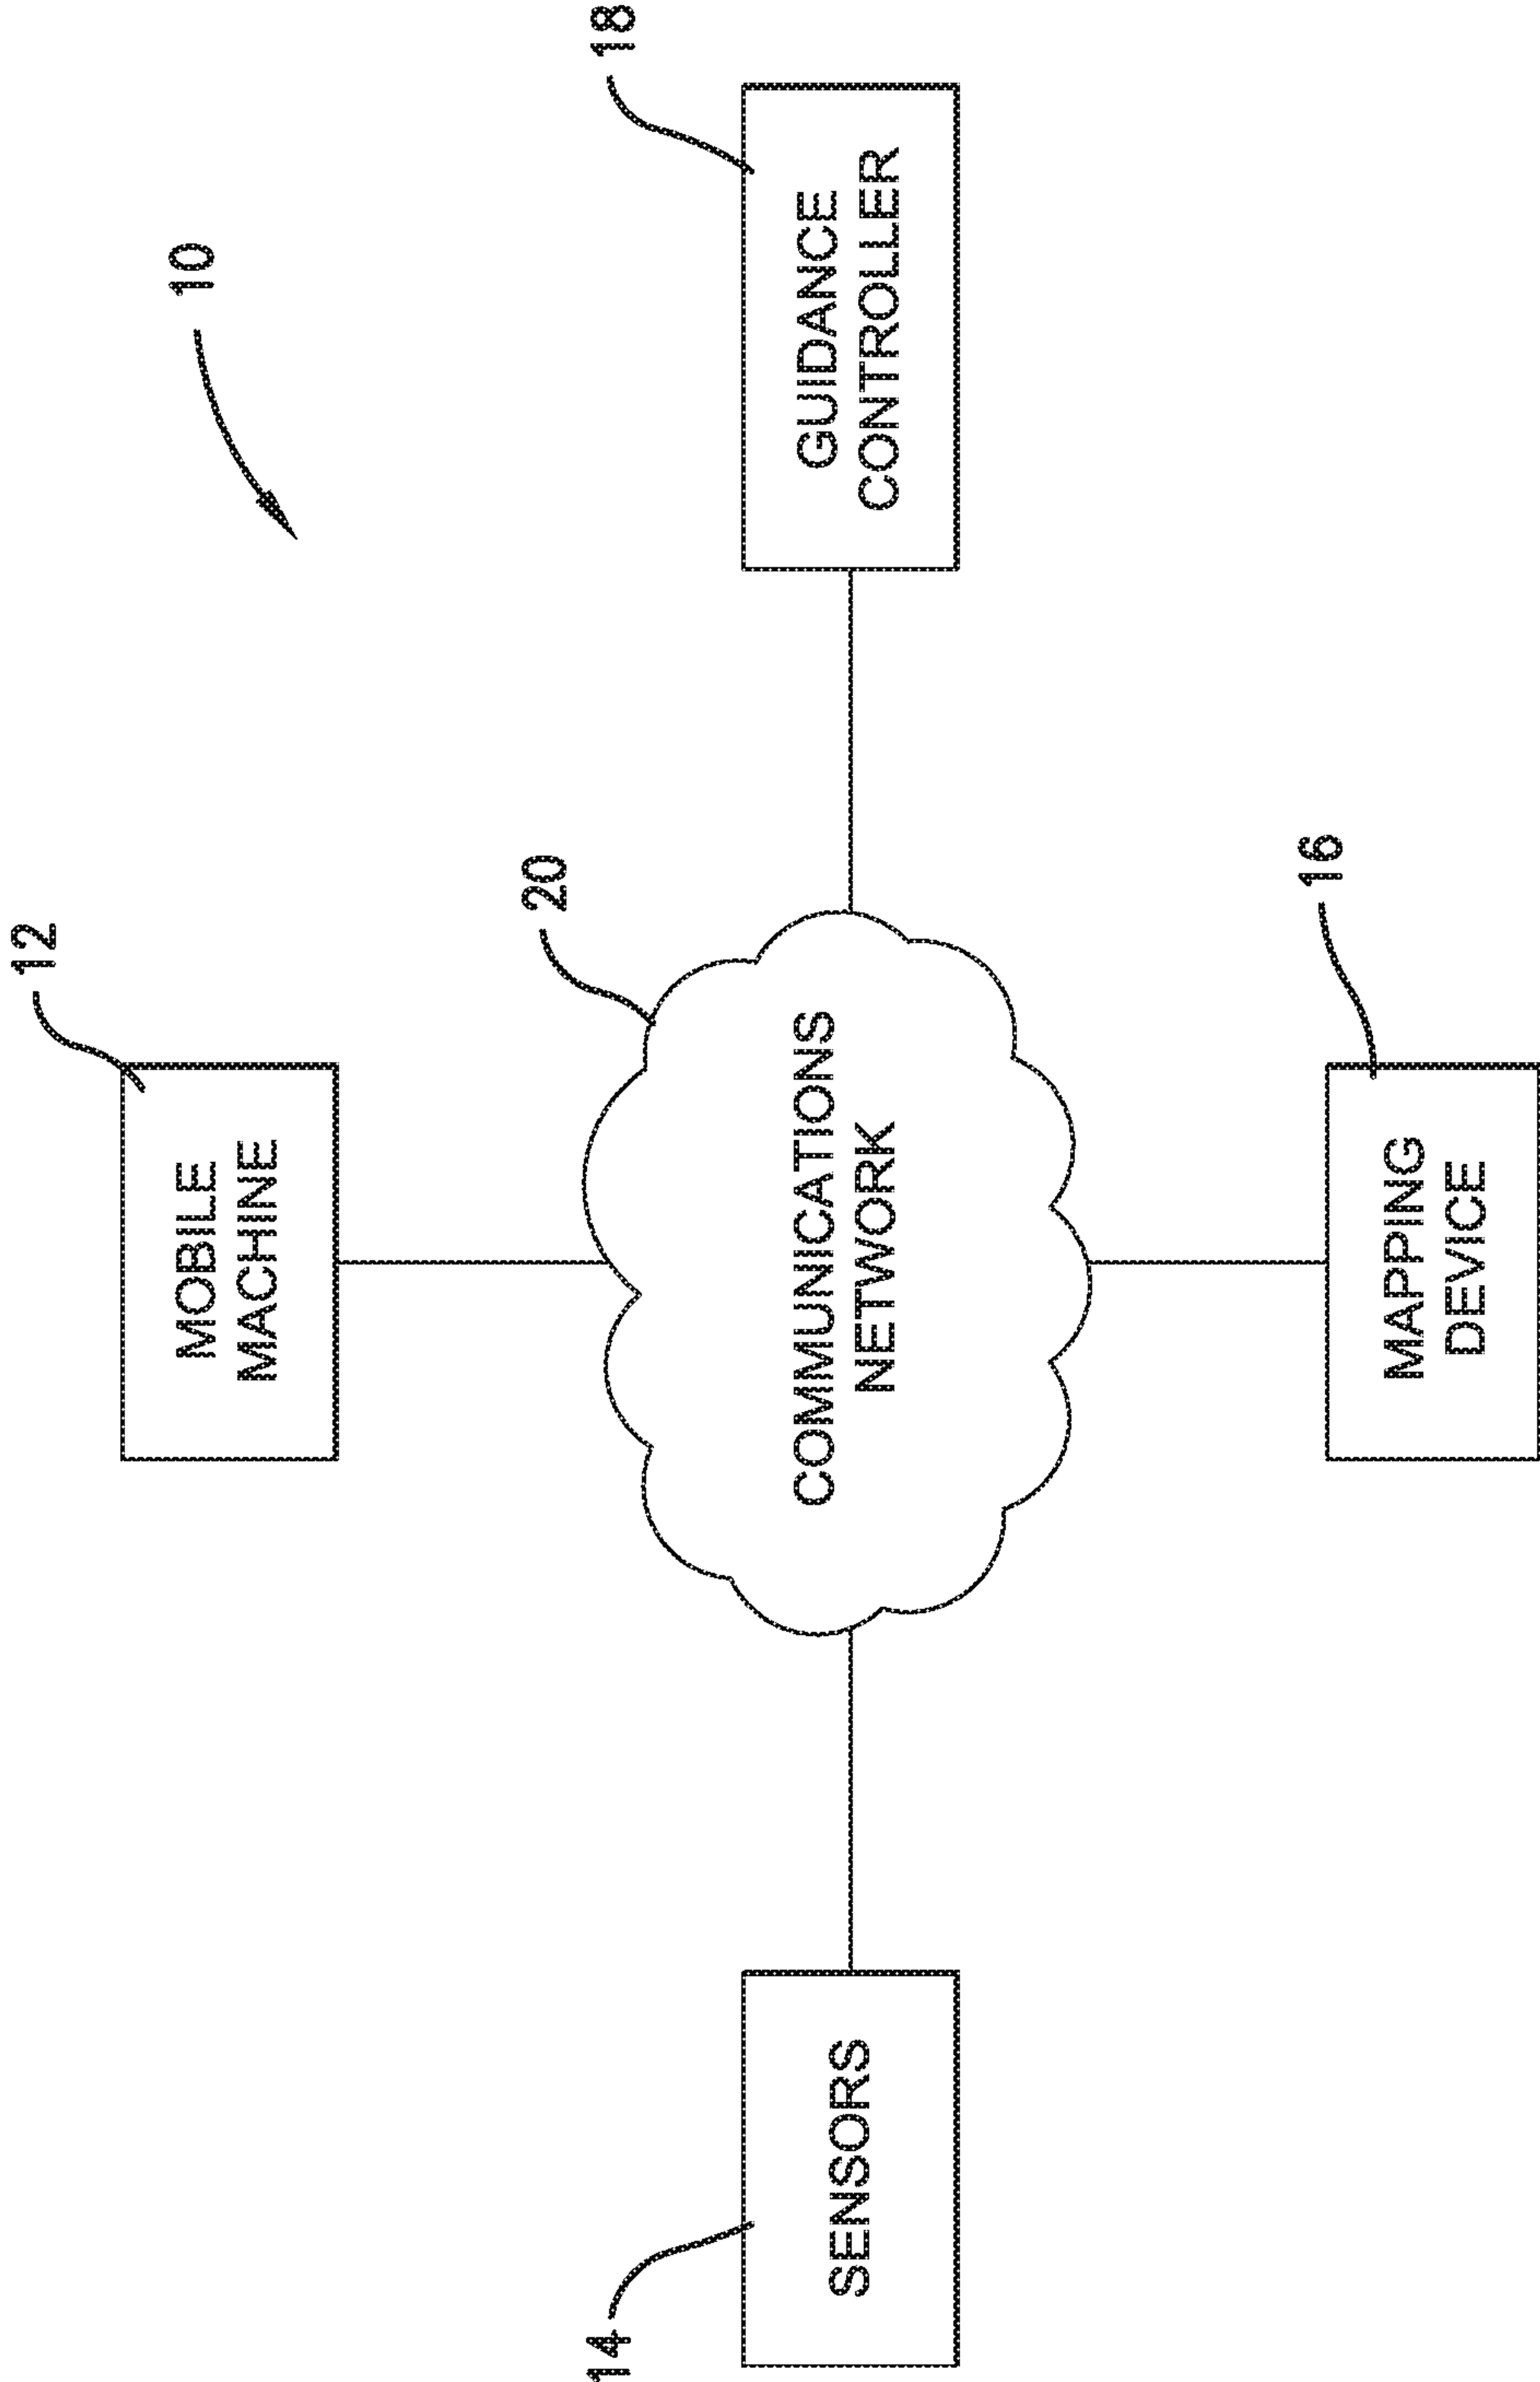 10
12
MOBILE
MACHINE
20
14
SENSORS
COMMUNICATIONS
NETWORK
18
GUIDANCE
CONTROLLER
16
MAPPING
DEVICE